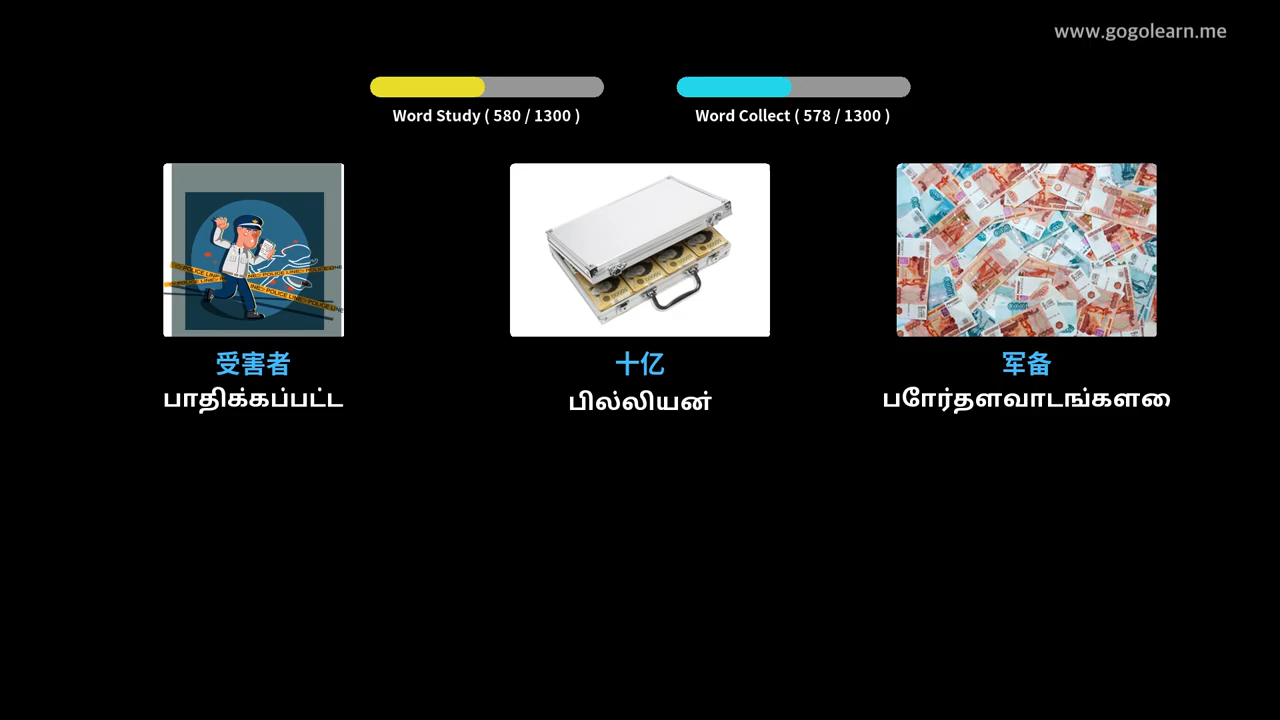 www.gogolearn.me
Word Study ( 580 / 1300 )
Word Collect ( 578 / 1300 )
受害者
பாதிக்கப்பட்ட
十亿
பில்லியன்
军备
பரோர்தளவாடங்களை